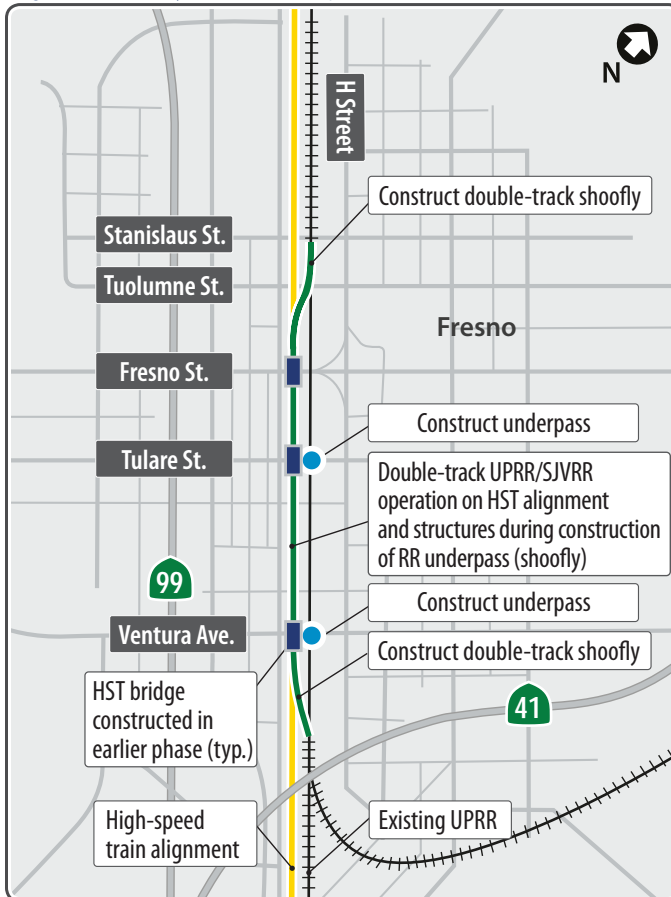 N
H Street
Construct double-track shoofly
Stanislaus St.
Tuolumne St.
Fresno
Fresno St.
Construct underpass
Tulare St.
Double-track UPRR/SJVRR
operation on HST alignment
and structures during construction
of RR underpass (shoofly)
99
Construct underpass
Ventura Ave.
Construct double-track shoofly
HST bridge
constructed in
earlier phase (typ.)
41
High-speed
train alignment
Existing UPRR